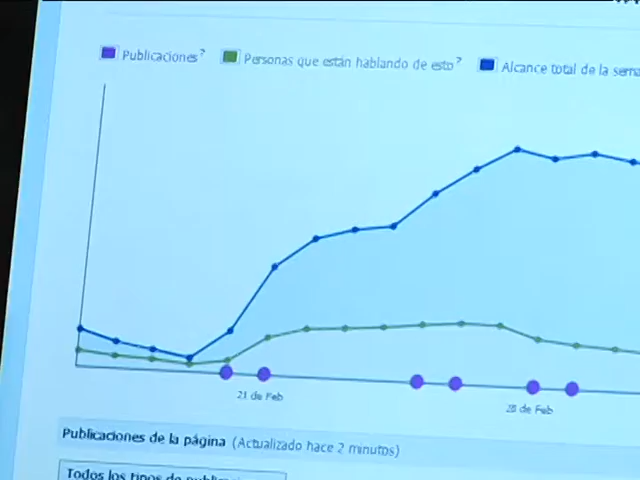 Publicaciones? Personas que están hablando de esto? Alcance total de la sema
21 de Feb 28 de Feb
Publicaciones de la página (Actualizado hace 2 minutos)
Todos los tipos de